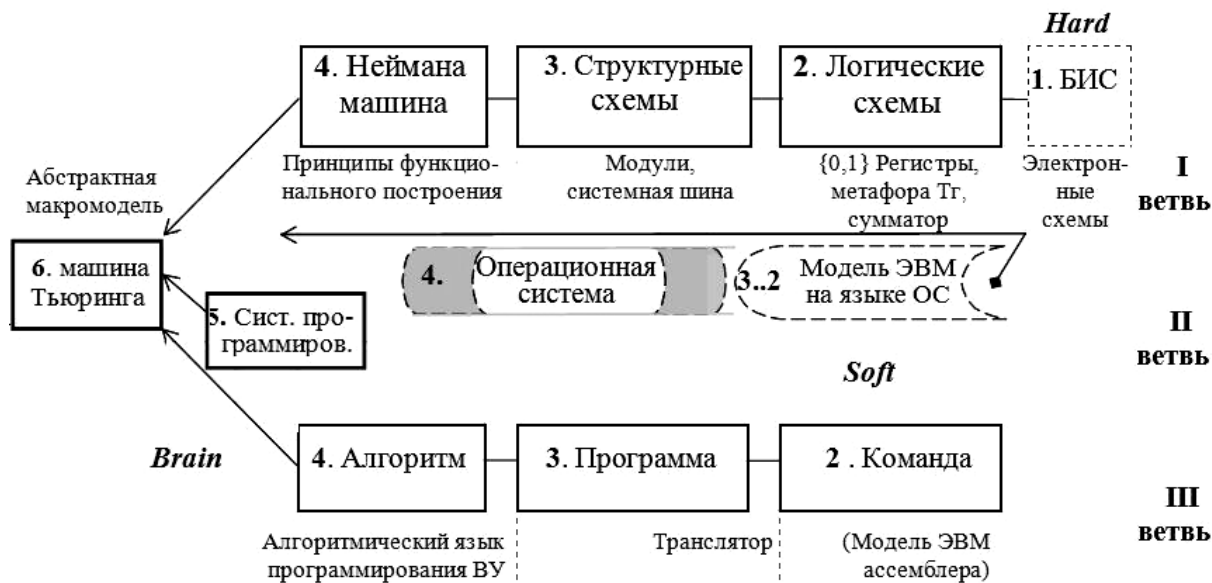 Hard
4. Неймана
машина
3. Структурные
схемы
2. Логические
схемы
1. БИС
Принципы функцио-
нального построения
Модули,
системная шина
{0,1} Регистры,
метафора Тг,
сумматор
Электрон-
ные
схемы
I
ветвь
Абстрактная
макромодель
6. машина
Тьюринга
5. Сист. про-
граммиров.
4.
Операционная
система
3..2
Модель ЭВМ
на языке ОС
II
ветвь
Soft
Brain
4. Алгоритм
3. Программа
2 . Команда
III
ветвь
Алгоритмический язык
программирования ВУ
Транслятор
(Модель ЭВМ
ассемблера)